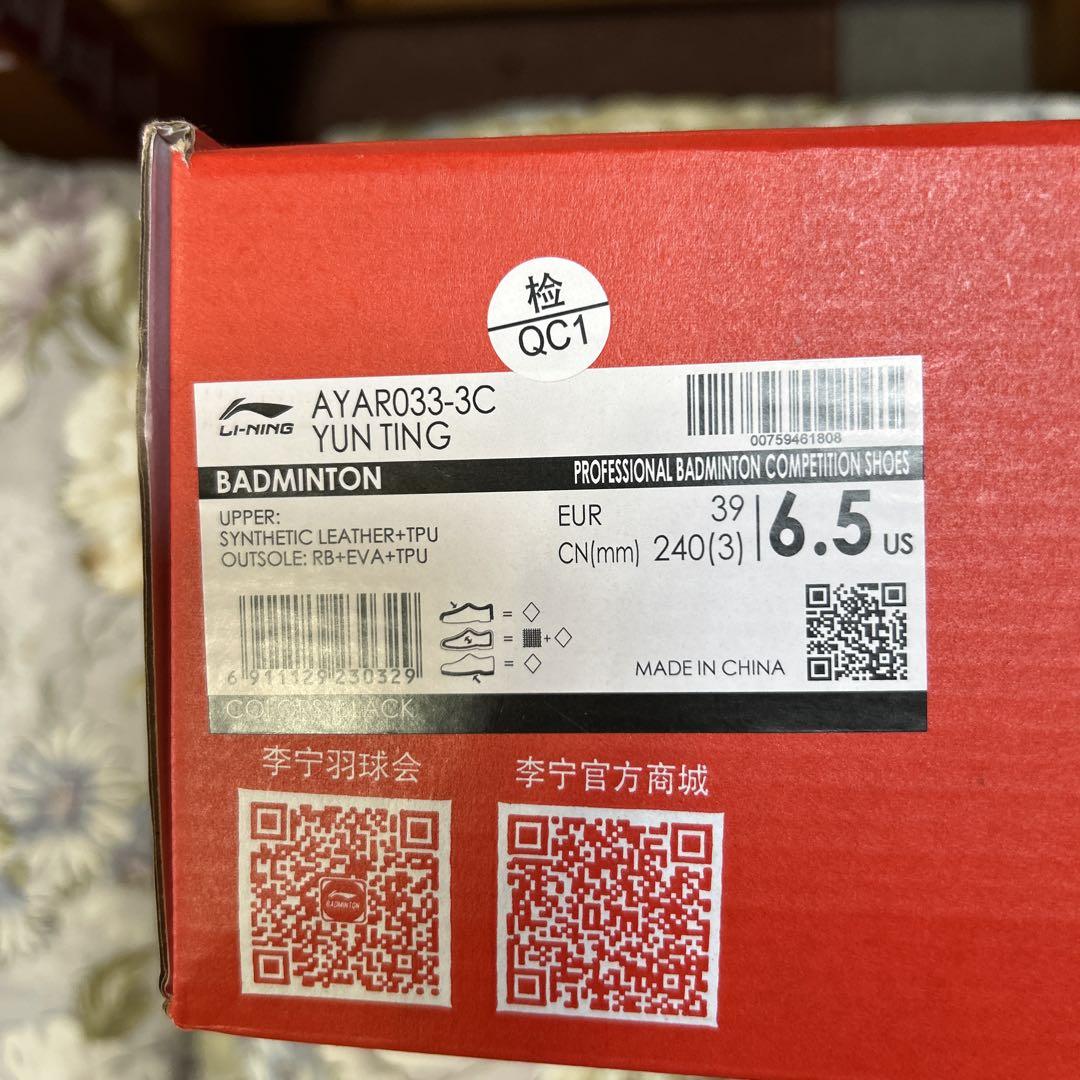 检
QC1
LI-NING
AYAR033-3C
YUN TING
00759461808
BADMINTON
PROFESSIONAL BADMINTON COMPETITION SHOES
UPPER:
SYNTHETIC LEATHER+TPU
OUTSOLE: RB+EVA+TPU
EUR 39
CN(mm) 240(3)
6.5 US
= ◇
= + ◇
= ◇
6 911129 230329
MADE IN CHINA
BLACK
李宁羽球会
李宁官方商城
BADMINTON